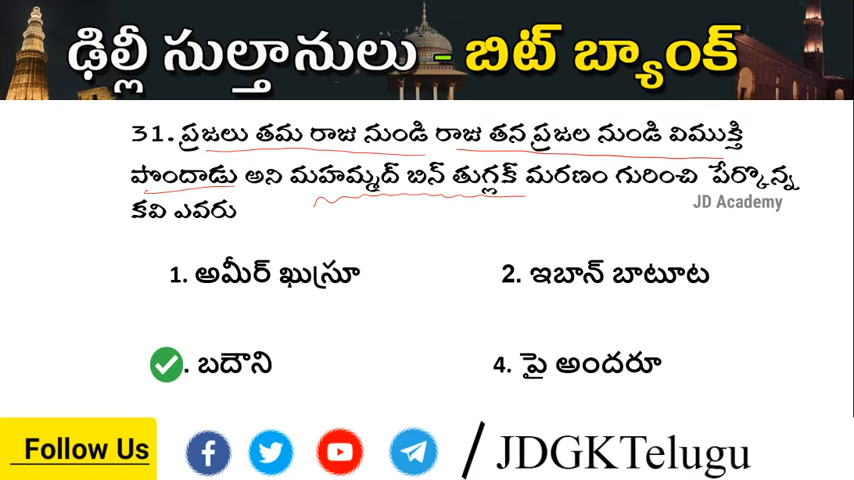 ఢిల్లీ సుల్తానులు - బిట్ బ్యాంక్
31. ప్రజలు తమ రాజు నుండి రాజు తన ప్రజల నుండి విముక్తి
పొందాడు అని మహమ్మద్ బిన్ తుగ్లక్ మరణం గురించి పేర్కొన్న
JD Academy
కవి ఎవరు
1. అమీర్ ఖుస్రూ
2. ఇబాన్ బాటూట
. బదౌని
4. పై అందరూ
Follow Us
/ JDGKTelugu